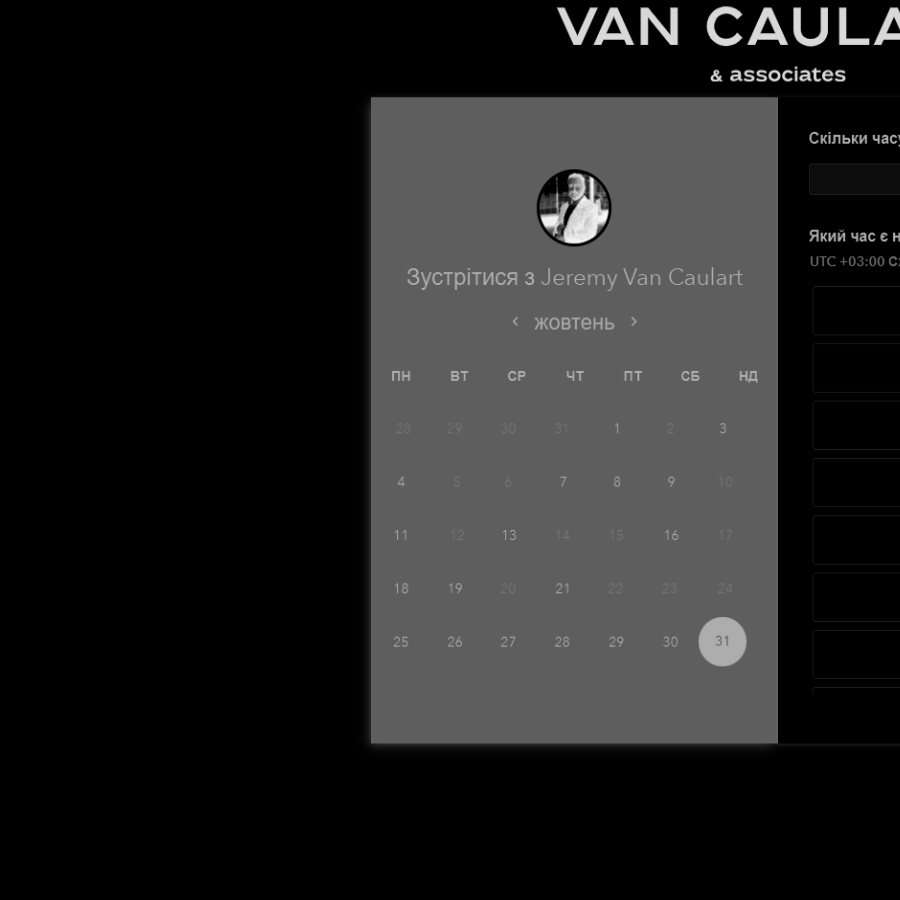 VAN CAULA
& associates
Зустрітися з Jeremy Van Caulart
< жовтень >
ПН ВТ СР ЧТ ПТ СБ НД
28 29 30 31 1 2 3
4 5 6 7 8 9 10
11 12 13 14 15 16 17
18 19 20 21 22 23 24
25 26 27 28 29 30 31
Скільки часу
Який час є н
UTC +03:00